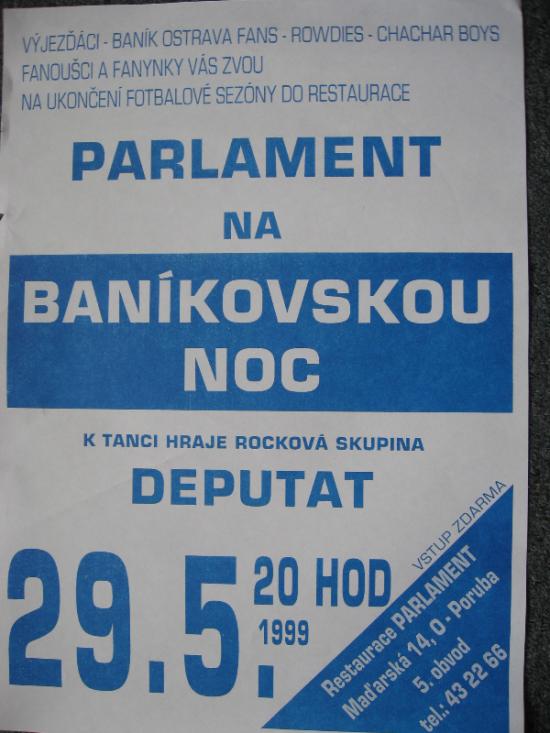 VÝJEZĎÁCI - BANÍK OSTRAVA FANS - ROWDIES - CHACHAR BOYS
FANOUŠCI A FANYNKY VÁS ZVOU
NA UKONČENÍ FOTBALOVÉ SEZÓNY DO RESTAURACE
PARLAMENT
NA
BANÍKOVSKOU
NOC
K TANCI HRAJE ROCKOVÁ SKUPINA
DEPUTAT
29.5.
20 HOD
1999
VSTUP ZDARMA
Restaurace PARLAMENT
Maďarská 14, O - Poruba
5. obvod
tel.: 43 22 66